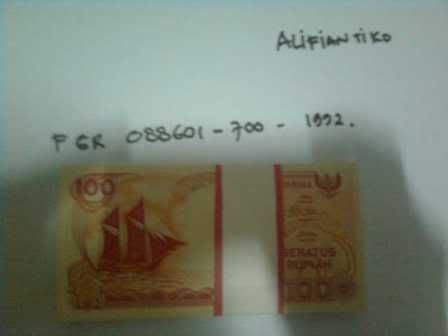 ALIFIANTIKO
PGR 088601-700 - 1992.
100
SERATUS
RUPIAH
100